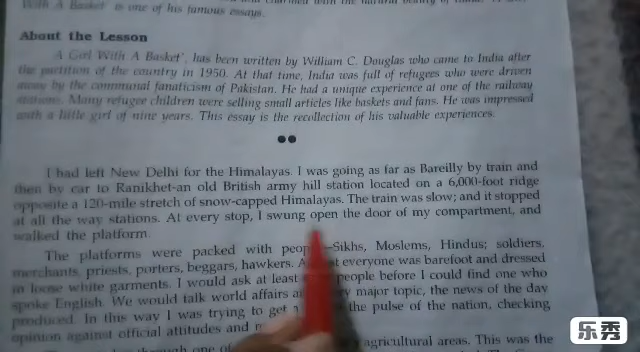 With A Basket' is one of his famous essays.
About the Lesson
A Girl With A Basket', has been written by William C. Douglas who came to India after
the partition of the country in 1950. At that time, India was full of refugees who were driven
away by the communal fanaticism of Pakistan. He had a unique experience at one of the railway
stations. Many refugee children were selling small articles like baskets and fans. He was impressed
with a little girl of nine years. This essay is the recollection of his valuable experiences.
I had left New Delhi for the Himalayas. I was going as far as Bareilly by train and
then by car to Ranikhet-an old British army hill station located on a 6,000-foot ridge
opposite a 120-mile stretch of snow-capped Himalayas. The train was slow; and it stopped
at all the way stations. At every stop, I swung open the door of my compartment, and
walked the platform.
The platforms were packed with Sikhs, Moslems, Hindus; soldiers,
merchants, priests, porters, beggars, hawkers. everyone was barefoot and dressed
in loose white garments. I would ask at least people before I could find one who
spoke English. We would talk world affairs major topic, the news of the day
produced. In this way I was trying to get the pulse of the nation, checking
opinion against official attitudes and
through one of agricultural areas. This was the
乐秀